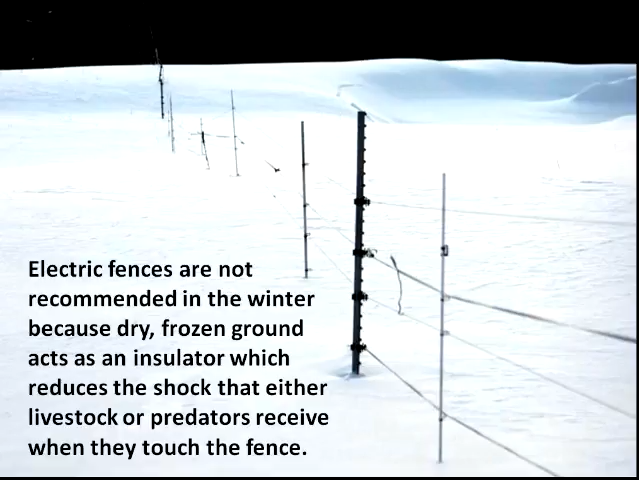 Electric fences are not
recommended in the winter
because dry, frozen ground
acts as an insulator which
reduces the shock that either
livestock or predators receive
when they touch the fence.